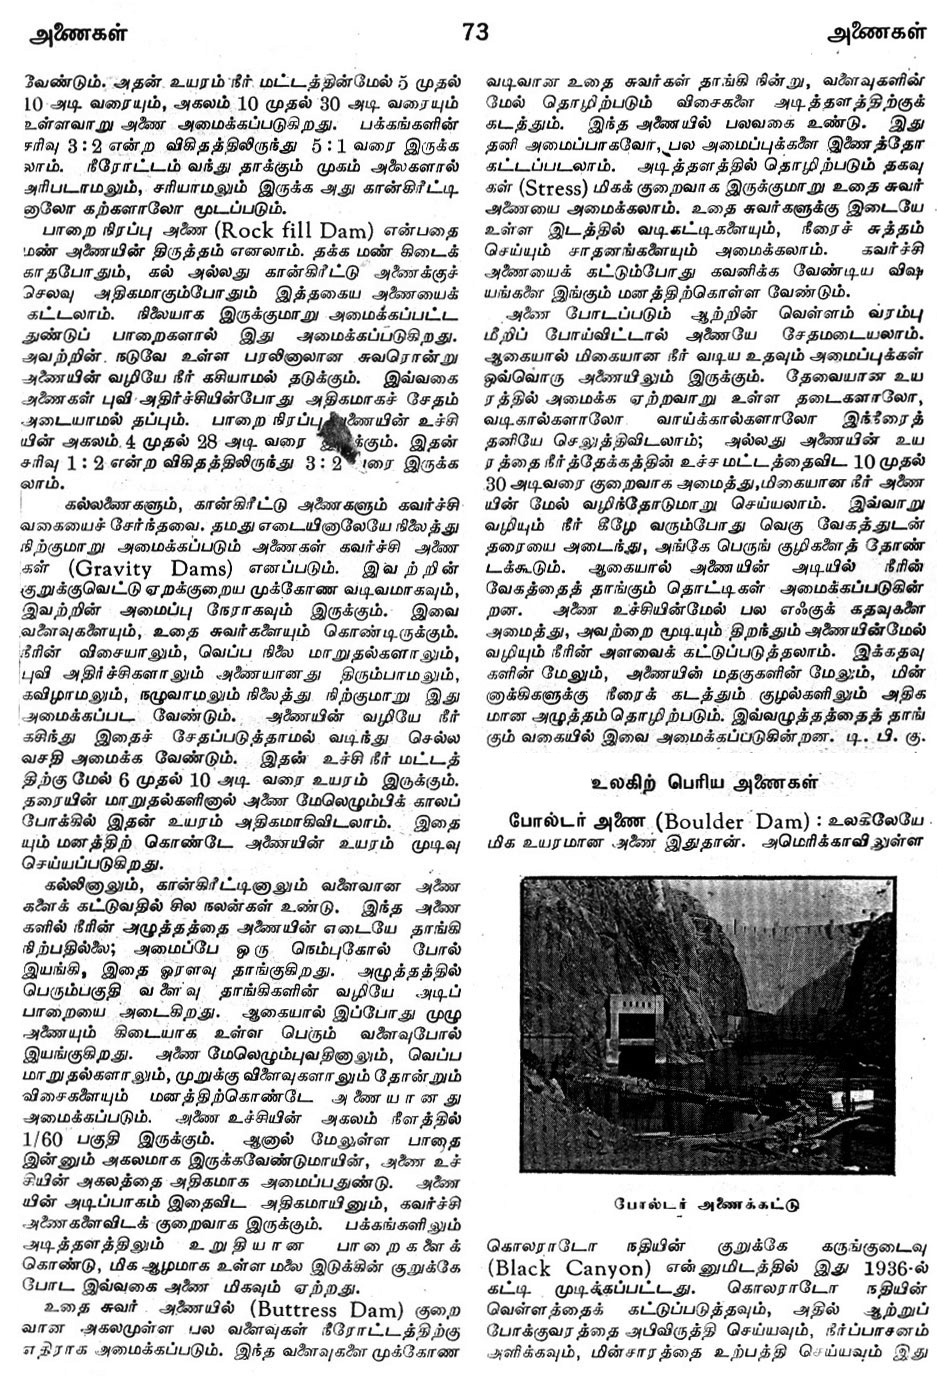 அணைகள்
73
அணைகள்
வேண்டும். அதன் உயரம் நீர் மட்டத்தின்மேல் 5 முதல்
10 அடி வரையும், அகலம் 10 முதல் 30 அடி வரையும்
உள்ளவாறு அணை அமைக்கப்படுகிறது. பக்கங்களின்
சரிவு 3 : 2 என்ற விகிதத்திலிருந்து 5 : 1 வரை இருக்க
லாம். நீரோட்டம் வந்து தாக்கும் முகம் அலைகளால்
அரிபடாமலும், சரியாமலும் இருக்க அது கான்கிரீட்டி
னாலோ கற்களாலோ மூடப்படும்.
பாறை நிரப்பு அணை (Rock fill Dam) என்பதை
மண் அணையின் திருத்தம் எனலாம். தக்க மண் கிடைக்
காதபோதும், கல் அல்லது கான்கிரீட்டு அணைக்குச்
செலவு அதிகமாகும்போதும் இத்தகைய அணையைக்
கட்டலாம். நிலையாக இருக்குமாறு அமைக்கப்பட்ட
துண்டுப் பாறைகளால் இது அமைக்கப்படுகிறது.
அவற்றின் நடுவே உள்ள பரலினாலான சுவரொன்று
அணையின் வழியே நீர் கசியாமல் தடுக்கும். இவ்வகை
அணைகள் புவி அதிர்ச்சியின்போது அதிகமாகச் சேதம்
அடையாமல் தப்பும். பாறை நிரப்பு அணையின் உச்சி
யின் அகலம் 4 முதல் 28 அடி வரை இருக்கும். இதன்
சரிவு 1 : 2 என்ற விகிதத்திலிருந்து 3 : 2 வரை இருக்க
லாம்.
கல்லணைகளும், கான்கிரீட்டு அணைகளும் கவர்ச்சி
வகையைச் சேர்ந்தவை. தமது எடையினாலேயே நிலைத்து
நிற்குமாறு அமைக்கப்படும் அணைகள் கவர்ச்சி அணை
கள் (Gravity Dams) எனப்படும். இவற்றின்
குறுக்குவெட்டு ஏறக்குறைய முக்கோண வடிவமாகவும்,
இவற்றின் அமைப்பு நேராகவும் இருக்கும். இவை
வளைவுகளையும், உதை சுவர்களையும் கொண்டிருக்கும்.
நீரின் விசையாலும், வெப்ப நிலை மாறுதல்களாலும்,
புவி அதிர்ச்சிகளாலும் அணையானது திரும்பாமலும்,
கவிழாமலும், நழுவாமலும் நிலைத்து நிற்குமாறு இது
அமைக்கப்பட வேண்டும். அணையின் வழியே நீர்
கசிந்து இதைச் சேதப்படுத்தாமல் வடிந்து செல்ல
வசதி அமைக்க வேண்டும். இதன் உச்சி நீர் மட்டத்
திற்கு மேல் 6 முதல் 10 அடி வரை உயரம் இருக்கும்.
தரையின் மாறுதல்களினால் அணை மேலெழும்பிக் காலப்
போக்கில் இதன் உயரம் அதிகமாகிவிடலாம். இதை
யும் மனத்திற் கொண்டே அணையின் உயரம் முடிவு
செய்யப்படுகிறது.
கல்லினாலும், கான்கிரீட்டினாலும் வளைவான அணை
களைக் கட்டுவதில் சில நலன்கள் உண்டு. இந்த அணை
களில் நீரின் அழுத்தத்தை அணையின் எடையே தாங்கி
நிற்பதில்லை; அமைப்பே ஒரு நெம்புகோல் போல்
இயங்கி, இதை ஓரளவு தாங்குகிறது. அழுத்தத்தில்
பெரும்பகுதி வளைவு தாங்கிகளின் வழியே அடிப்
பாறையை அடைகிறது. ஆகையால் இப்போது முழு
அணையும் கிடையாக உள்ள பெரும் வளைவுபோல்
இயங்குகிறது. அணை மேலெழும்புவதினாலும், வெப்ப
மாறுதல்களாலும், முறுக்கு விளைவுகளாலும் தோன்றும்
விசைகளையும் மனத்திற்கொண்டே அணையானது
அமைக்கப்படும். அணை உச்சியின் அகலம் நீளத்தில்
1/60 பகுதி இருக்கும். ஆனால் மேலுள்ள பாதை
இன்னும் அகலமாக இருக்கவேண்டுமாயின், அணை உச்
சியின் அகலத்தை அதிகமாக அமைப்பதுண்டு. அணை
யின் அடிப்பாகம் இதைவிட அதிகமாயினும், கவர்ச்சி
அணைகளைவிடக் குறைவாக இருக்கும். பக்கங்களிலும்
அடித்தளத்திலும் உறுதியான பாறைகளைக்
கொண்டு, மிக ஆழமாக உள்ள மலை இடுக்கின் குறுக்கே
போட இவ்வகை அணை மிகவும் ஏற்றது.
உதை சுவர் அணையில் (Buttress Dam) குறை
வான அகலமுள்ள பல வளைவுகள் நீரோட்டத்திற்கு
எதிராக அமைக்கப்படும். இந்த வளைவுகளை முக்கோண
வடிவான உதை சுவர்கள் தாங்கி நின்று, வளைவுகளின்
மேல் தொழிற்படும் விசைகளை அடித்தளத்திற்குக்
கடத்தும். இந்த அணையில் பலவகை உண்டு. இது
தனி அமைப்பாகவோ, பல அமைப்புக்களை இணைத்தோ
கட்டப்படலாம். அடித்தளத்தில் தொழிற்படும் தகவு
கள் (Stress) மிகக் குறைவாக இருக்குமாறு உதை சுவர்
அணையை அமைக்கலாம். உதை சுவர்களுக்கு இடையே
உள்ள இடத்தில் வடிகட்டிகளையும், நீரைச் சுத்தம்
செய்யும் சாதனங்களையும் அமைக்கலாம். கவர்ச்சி
அணையைக் கட்டும்போது கவனிக்க வேண்டிய விஷ
யங்களை இங்கும் மனத்திற்கொள்ள வேண்டும்.
அணை போடப்படும் ஆற்றின் வெள்ளம் வரம்பு
மீறிப் போய்விட்டால் அணையே சேதமடையலாம்.
ஆகையால் மிகையான நீர் வடிய உதவும் அமைப்புக்கள்
ஒவ்வொரு அணையிலும் இருக்கும். தேவையான உய
ரத்தில் அமைக்க ஏற்றவாறு உள்ள தடைகளாலோ,
வடிகால்களாலோ வாய்க்கால்களாலோ இந்நீரைத்
தனியே செலுத்திவிடலாம்; அல்லது அணையின் உய
ரத்தை நீர்த்தேக்கத்தின் உச்ச மட்டத்தைவிட 10 முதல்
30 அடிவரை குறைவாக அமைத்து, மிகையான நீர் அணை
யின் மேல் வழிந்தோடுமாறு செய்யலாம். இவ்வாறு
வழியும் நீர் கீழே வரும்போது வெகு வேகத்துடன்
தரையை அடைந்து, அங்கே பெருங் குழிகளைத் தோண்
டக்கூடும். ஆகையால் அணையின் அடியில் நீரின்
வேகத்தைத் தாங்கும் தொட்டிகள் அமைக்கப்படுகின்
றன. அணை உச்சியின்மேல் பல எஃகுக் கதவுகளை
அமைத்து, அவற்றை மூடியும் திறந்தும் அணையின்மேல்
வழியும் நீரின் அளவைக் கட்டுப்படுத்தலாம். இக்கதவு
களின் மேலும், அணையின் மதகுகளின் மேலும், மின்
னாக்கிகளுக்கு நீரைக் கடத்தும் குழல்களிலும் அதிக
மான அழுத்தம் தொழிற்படும். இவ்வழுத்தத்தைத் தாங்
கும் வகையில் இவை அமைக்கப்படுகின்றன. டி. பி. கு.
உலகிற் பெரிய அணைகள்
போல்டர் அணை (Boulder Dam) : உலகிலேயே
மிக உயரமான அணை இதுதான். அமெரிக்காவிலுள்ள
போல்டர் அணைக்கட்டு
கொலராடோ நதியின் குறுக்கே கருங்குடைவு
(Black Canyon) என்னுமிடத்தில் இது 1936-ல்
கட்டி முடிக்கப்பட்டது. கொலராடோ நதியின்
வெள்ளத்தைக் கட்டுப்படுத்தவும், அதில் ஆற்றுப்
போக்குவரத்தை அபிவிருத்தி செய்யவும், நீர்ப்பாசனம்
அளிக்கவும், மின்சாரத்தை உற்பத்தி செய்யவும் இது